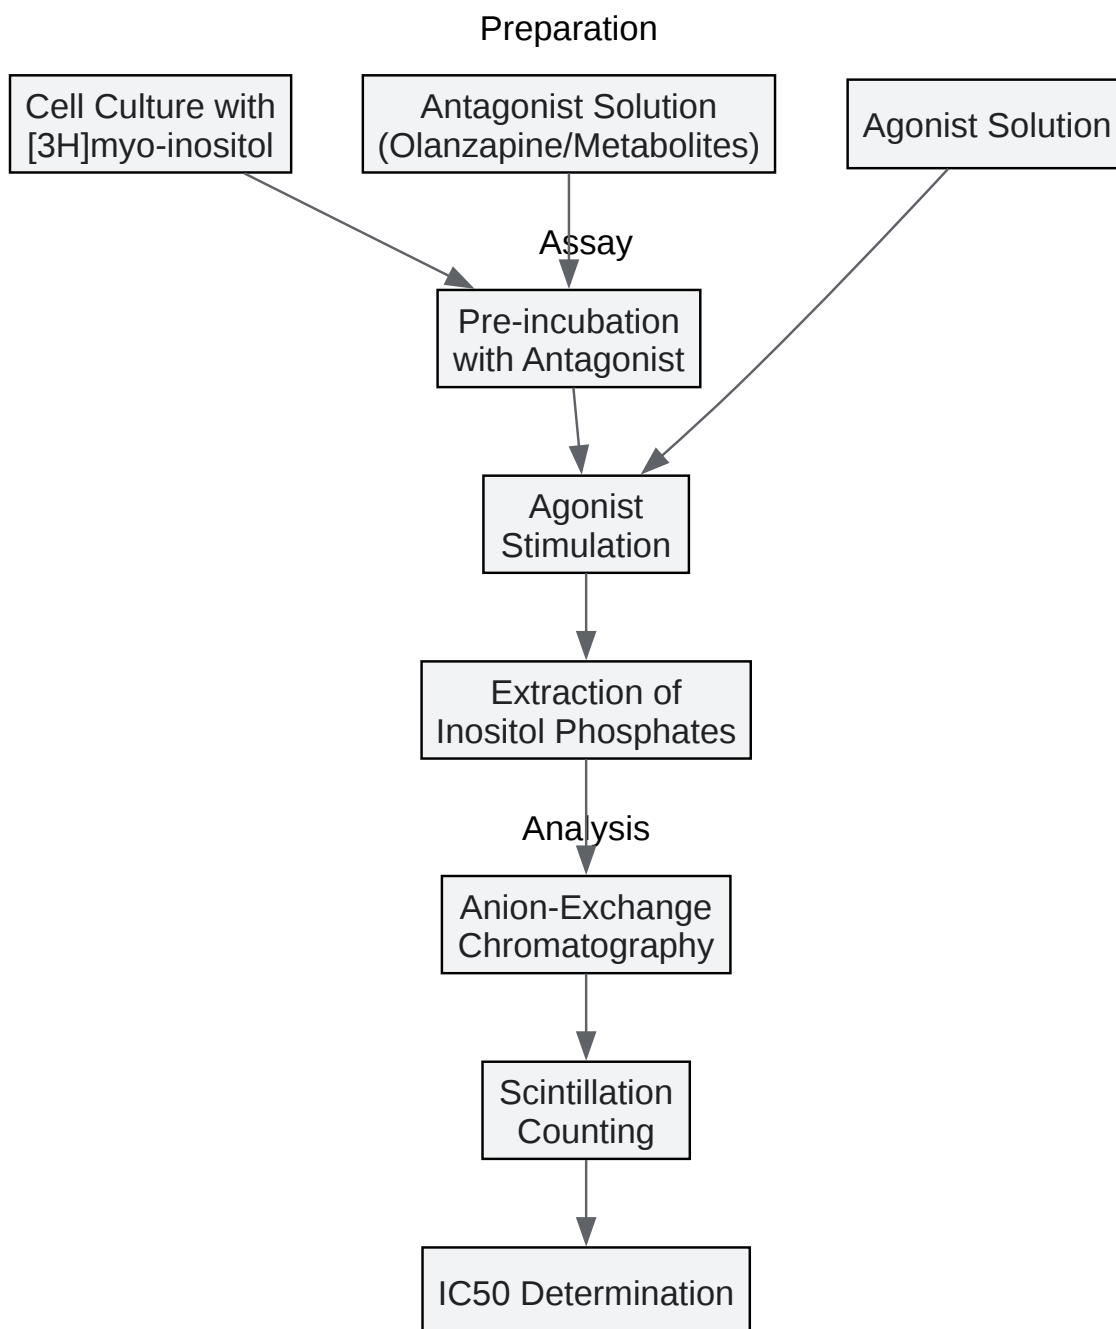 Preparation
Cell Culture with
[3H]myo-inositol
Antagonist Solution
(Olanzapine/Metabolites)
Agonist Solution
Assay
Pre-incubation
with Antagonist
Agonist
Stimulation
Extraction of
Inositol Phosphates
Analysis
Anion-Exchange
Chromatography
Scintillation
Counting
IC50 Determination